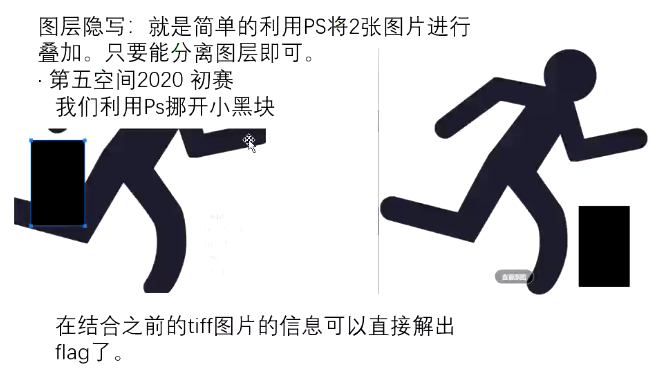 图层隐写：就是简单的利用PS将2张图片进行
叠加。只要能分离图层即可。
· 第五空间2020 初赛
我们利用Ps挪开小黑块
查看原图
在结合之前的tiff图片的信息可以直接解出
flag了。